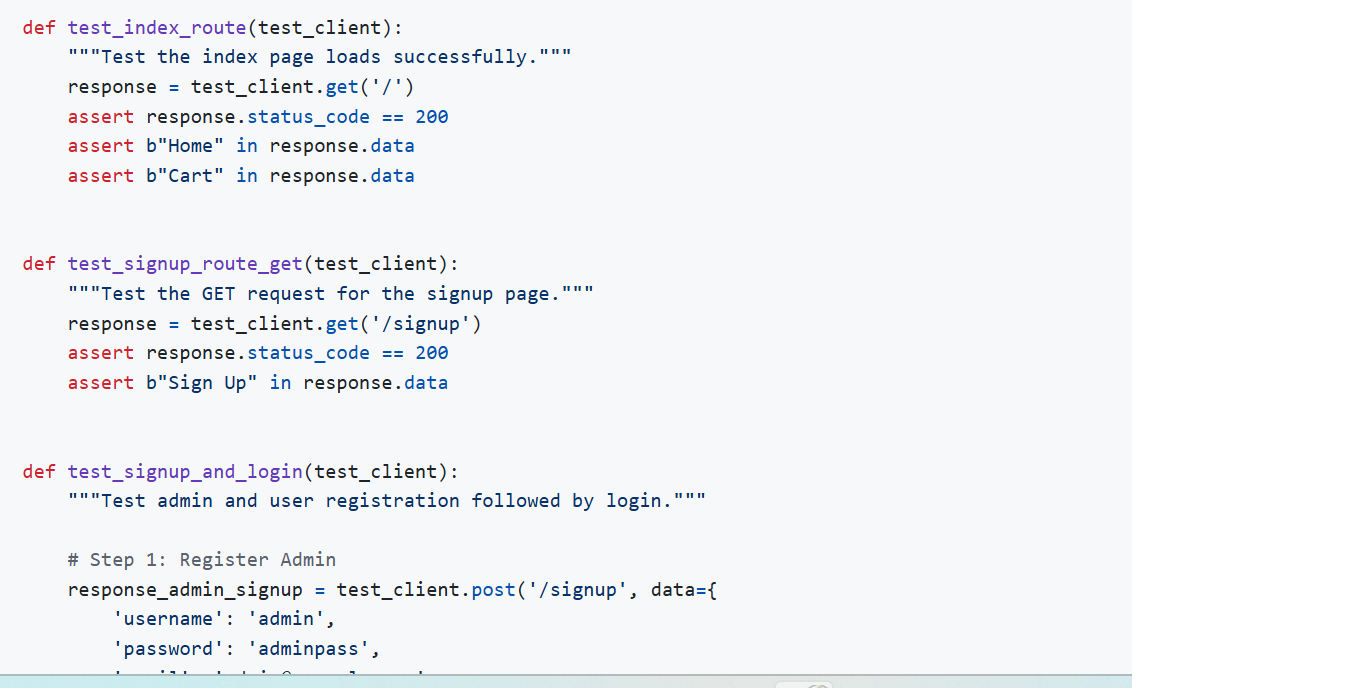 def test_index_route(test_client):
    """Test the index page loads successfully."""
    response = test_client.get('/')
    assert response.status_code == 200
    assert b"Home" in response.data
    assert b"Cart" in response.data
def test_signup_route_get(test_client):
    """Test the GET request for the signup page."""
    response = test_client.get('/signup')
    assert response.status_code == 200
    assert b"Sign Up" in response.data
def test_signup_and_login(test_client):
    """Test admin and user registration followed by login."""
    # Step 1: Register Admin
    response_admin_signup = test_client.post('/signup', data={
        'username': 'admin',
        'password': 'adminpass',